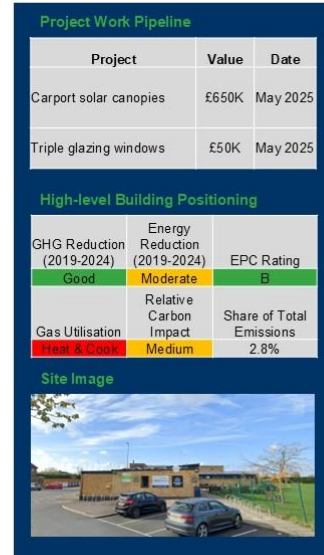 Project Work Pipeline
Project Value Date
Carport solar canopies £650K May 2025
Triple glazing windows £50K May 2025
High-level Building Positioning
GHG Reduction (2019-2024) Energy Reduction (2019-2024) EPC Rating
Good Moderate B
Gas Utilisation Relative Carbon Impact Share of Total Emissions
Heat & Cook Medium 2.8%
Site Image